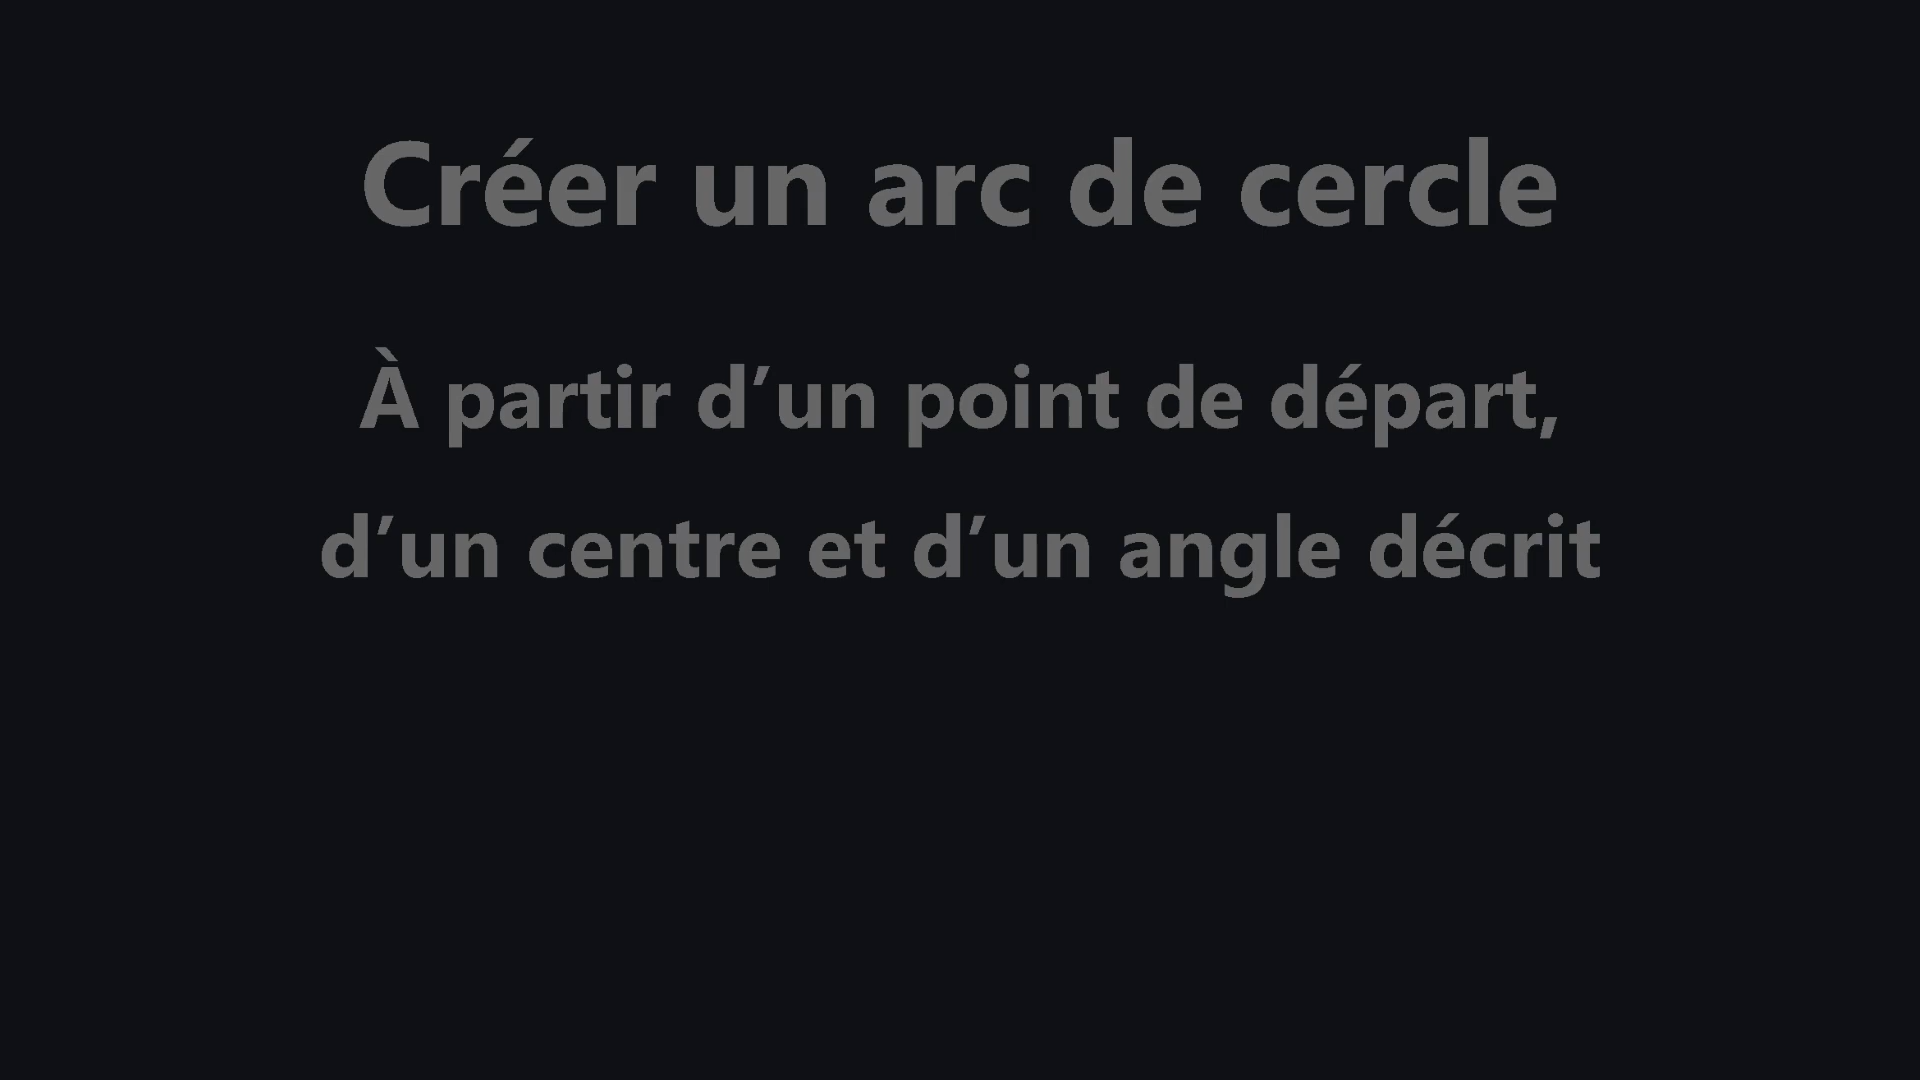 Créer un arc de cercle
À partir d’un point de départ,
d’un centre et d’un angle décrit